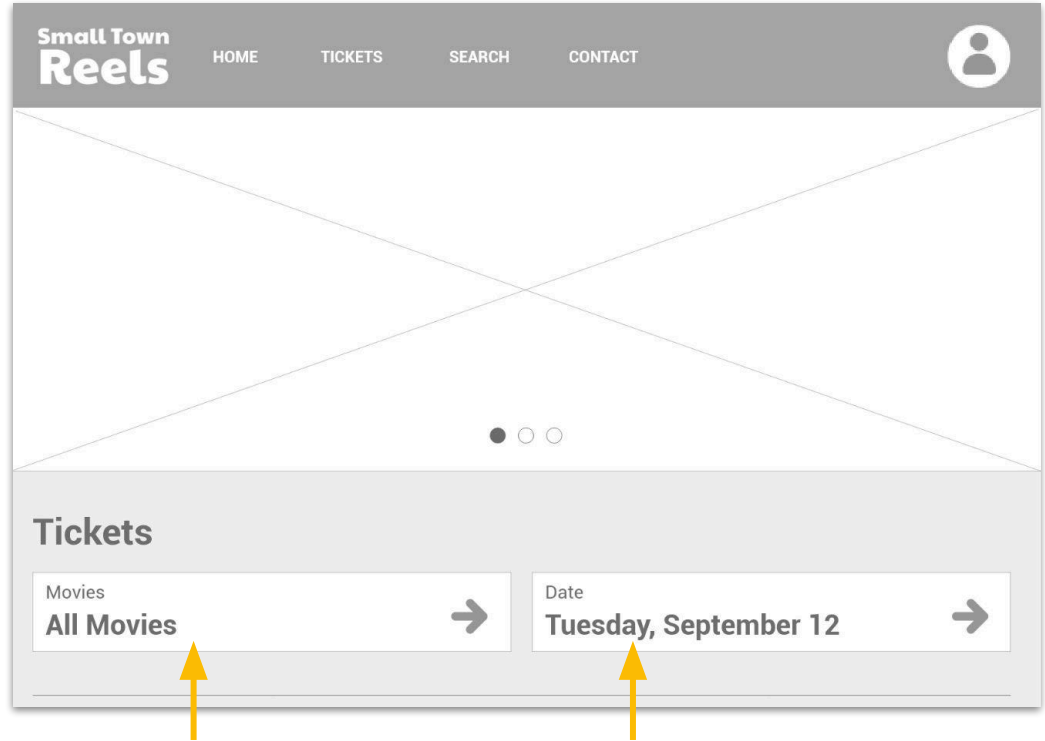 Small Town
Reels
HOME TICKETS SEARCH CONTACT
Tickets
Movies
All Movies
Date
Tuesday, September 12